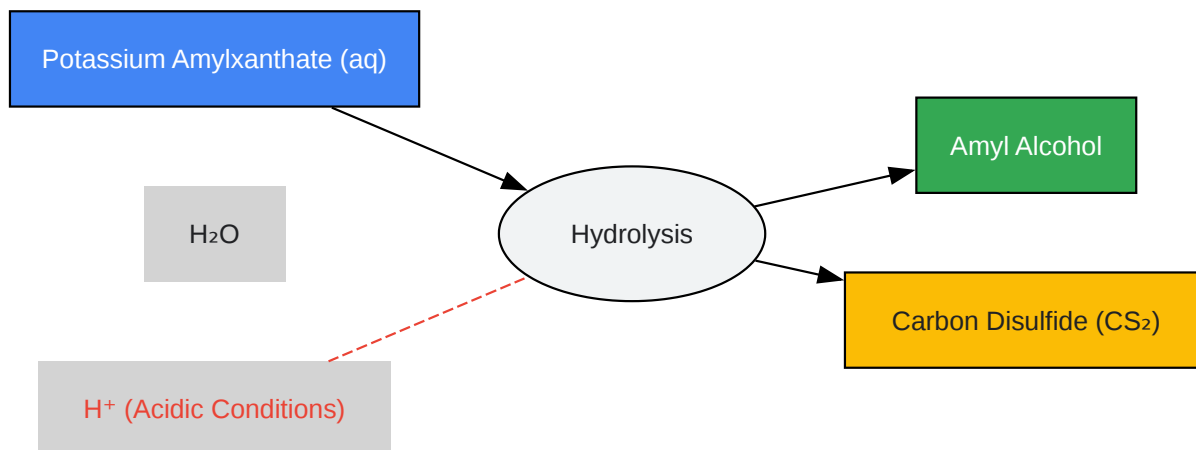 Potassium Amylxanthate (aq)
Amyl Alcohol
H₂O
Hydrolysis
Carbon Disulfide (CS₂)
H⁺ (Acidic Conditions)